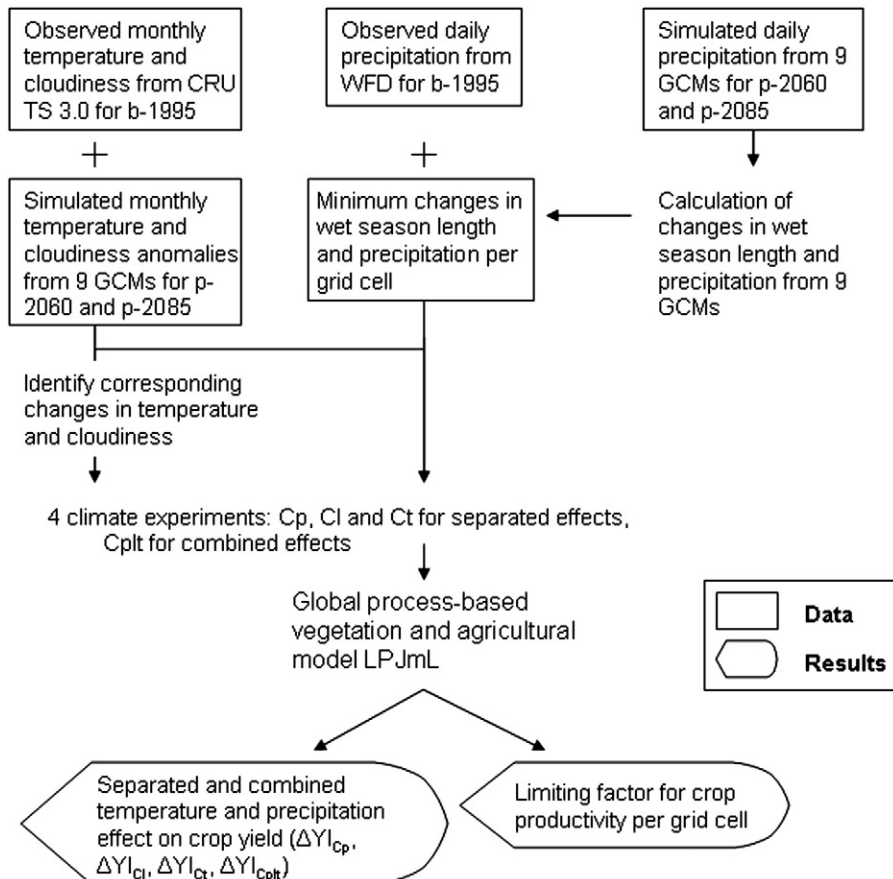 Observed monthly
temperature and
cloudiness from CRU
TS 3.0 for b-1995
Observed daily
precipitation from
WFD for b-1995
Simulated daily
precipitation from 9
GCMs for p-2060
and p-2085
+
+
Simulated monthly
temperature and
cloudiness anomalies
from 9 GCMs for p-
2060 and p-2085
Minimum changes in
wet season length
and precipitation per
grid cell
Calculation of
changes in wet
season length and
precipitation from 9
GCMs
Identify corresponding
changes in temperature
and cloudiness
4 climate experiments: Cp, Cl and Ct for separated effects,
Cplt for combined effects
Global process-based
vegetation and agricultural
model LPJmL
Data
Results
Separated and combined
temperature and precipitation
effect on crop yield (ΔYl_Cp,
ΔYl_Cl, ΔYl_Ct, ΔYl_Cplt)
Limiting factor for crop
productivity per grid cell